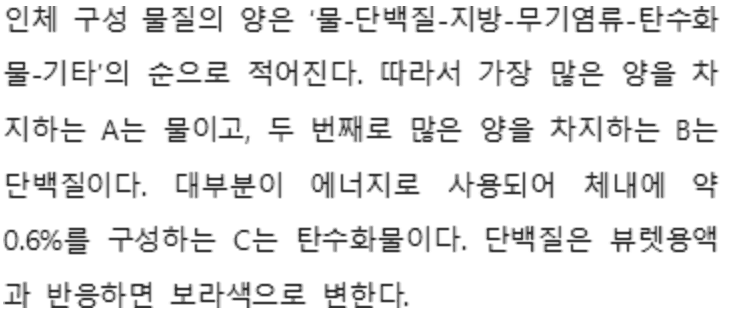 인체 구성 물질의 양은 '물-단백질-지방-무기염류-탄수화
물-기타'의 순으로 적어진다. 따라서 가장 많은 양을 차
지하는 A는 물이고, 두 번째로 많은 양을 차지하는 B는
단백질이다. 대부분이 에너지로 사용되어 체내에 약
0.6%를 구성하는 C는 탄수화물이다. 단백질은 뷰렛용액
과 반응하면 보라색으로 변한다.